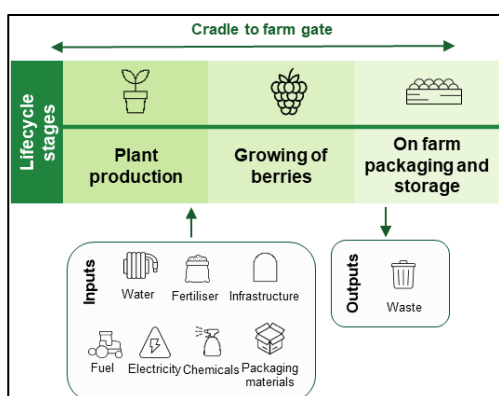 Cradle to farm gate
Lifecycle
stages
Plant
production
Growing of
berries
On farm
packaging and
storage
Inputs
Water
Fertiliser
Infrastructure
Fuel
Electricity
Chemicals
Packaging
materials
Outputs
Waste